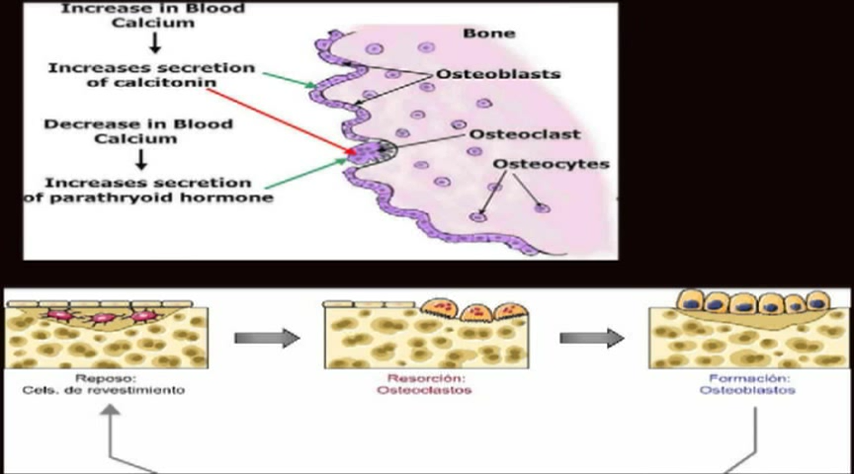 Increase in Blood
Calcium
Bone
Increases secretion
of calcitonin
Osteoblasts
Decrease in Blood
Calcium
Osteoclast
Osteocytes
Increases secretion
of parathryoid hormone
Reposo:
Cels. de revestimiento
Resorción:
Osteoclastos
Formación:
Osteoblastos